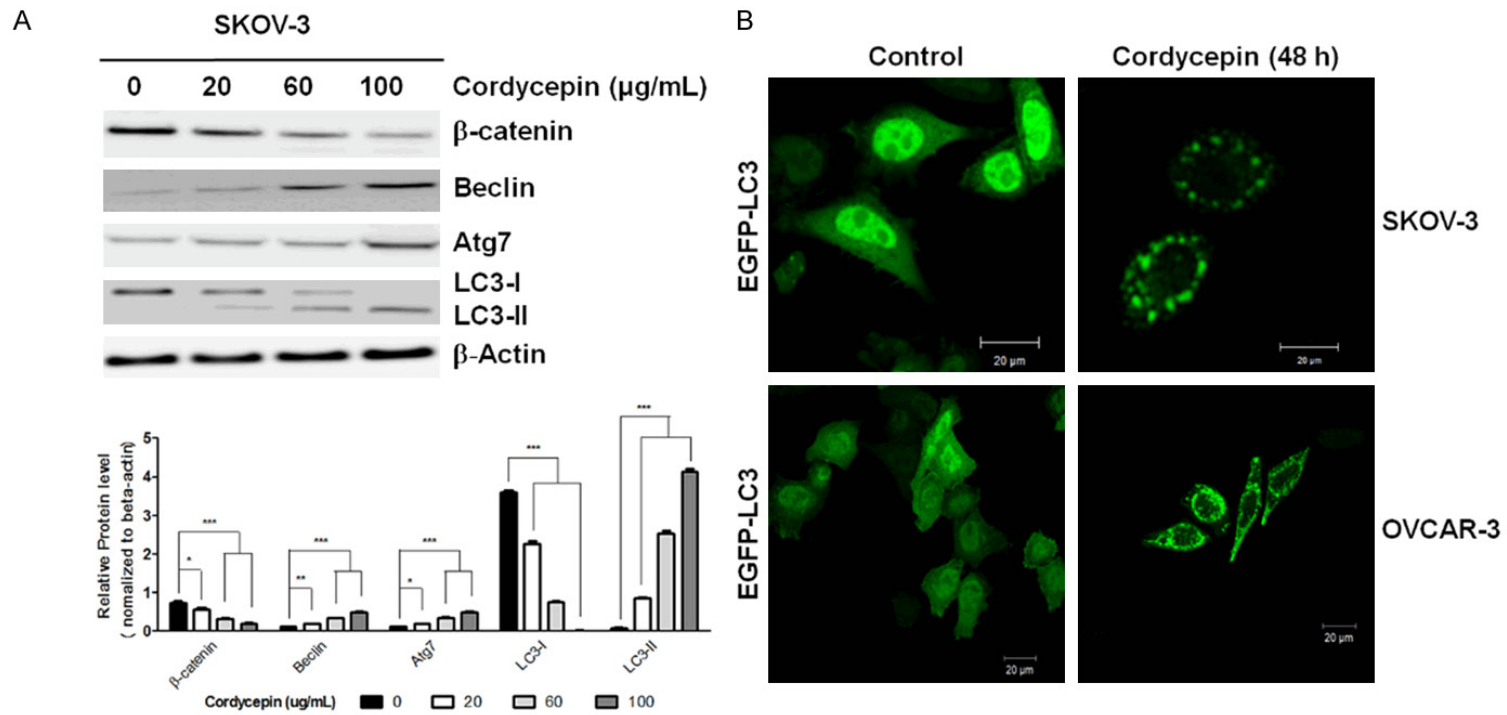 A
SKOV-3
0 20 60 100 Cordycepin (µg/mL)
β-catenin
Beclin
Atg7
LC3-I
LC3-II
β-Actin
Relative Protein level
( nomalized to beta-actin)
5
4
3
2
1
0
*
***
**
***
*
***
***
***
β-catenin
Beclin
Atg7
LC3-I
LC3-II
Cordycepin (ug/mL) 0 20 60 100
B
Control Cordycepin (48 h)
EGFP-LC3
20 µm
20 µm
SKOV-3
EGFP-LC3
20 µm
20 µm
OVCAR-3